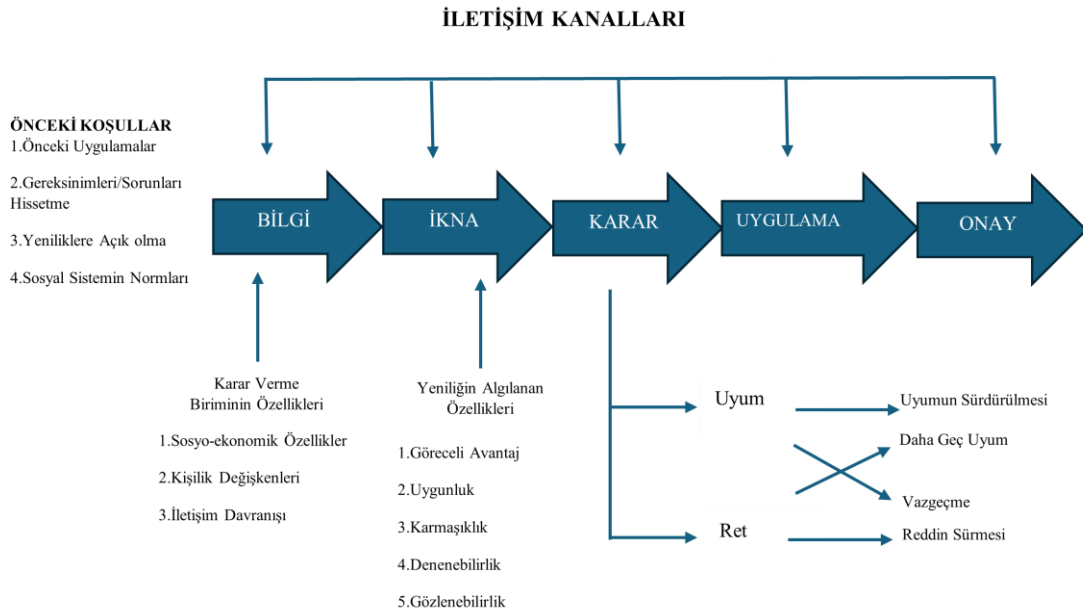 İLETİŞİM KANALLARI
ÖNCEKİ KOŞULLAR
1.Önceki Uygulamalar
2.Gereksinimleri/Sorunları
Hissetme
3.Yeniliklere Açık olma
4.Sosyal Sistemin Normları
BİLGİ
İKNA
KARAR
UYGULAMA
ONAY
Karar Verme
Biriminin Özellikleri
1.Sosyo-ekonomik Özellikler
2.Kişilik Değişkenleri
3.İletişim Davranışı
Yeniliğin Algılanan
Özellikleri
1.Göreceli Avantaj
2.Uygunluk
3.Karmaşıklık
4.Denenebilirlik
5.Gözlenebilirlik
Uyum
Ret
Uyumun Sürdürülmesi
Daha Geç Uyum
Vazgeçme
Reddin Sürmesi